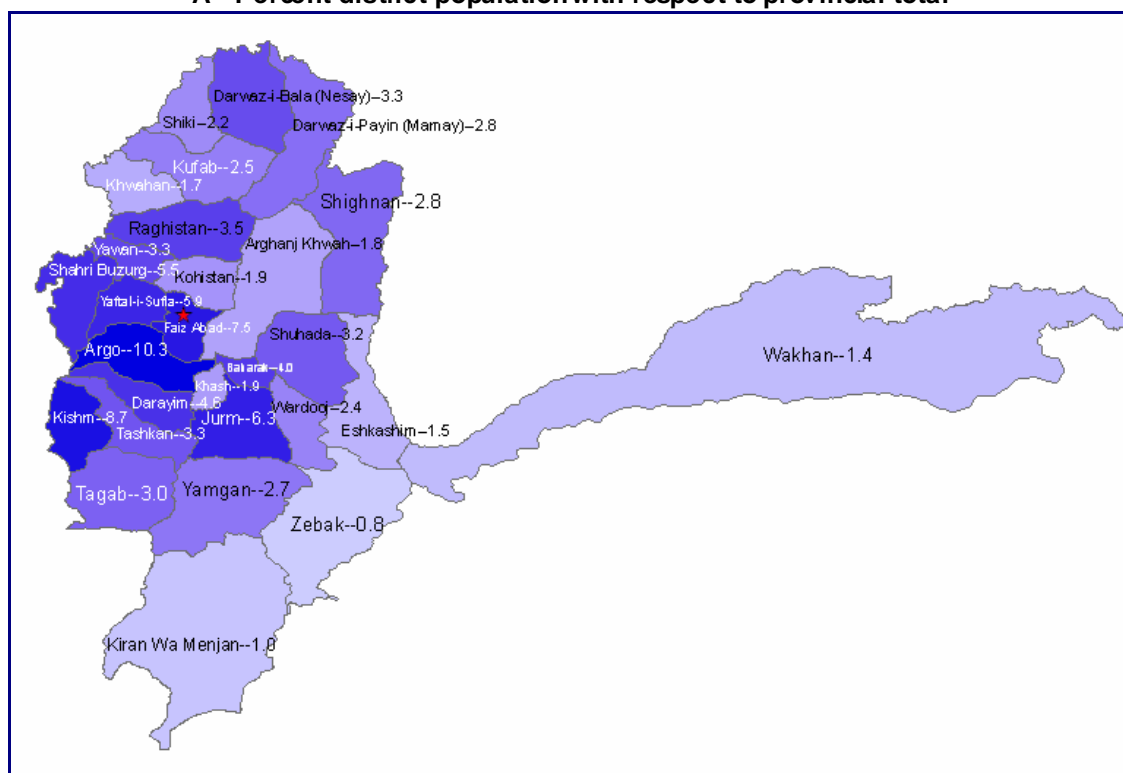 A - Percent district population with respect to provincial total
Darwaz-i-Bala (Nesay)--3.3
Shiki--2.2
Darwaz-i-Payin (Mamay)--2.8
Kufab--2.5
Khwahan--1.7
Shighnan--2.8
Raghistan--3.5
Arghanj Khwah--1.8
Yawan--3.3
Shahri Buzurg--5.5
Kohistan--1.9
Yaftal-i-Sufla--5.9
Faiz Abad--7.5
Shuhada--3.2
Argo--10.3
Wakhan--1.4
Baharak--4.0
Khash--1.9
Darayim--4.6
Wardooj--2.4
Kishm--8.7
Jurm--6.3
Eshkashim--1.5
Tashkan--3.3
Tagab--3.0
Yamgan--2.7
Zebak--0.8
Kiran Wa Menjan--1.0